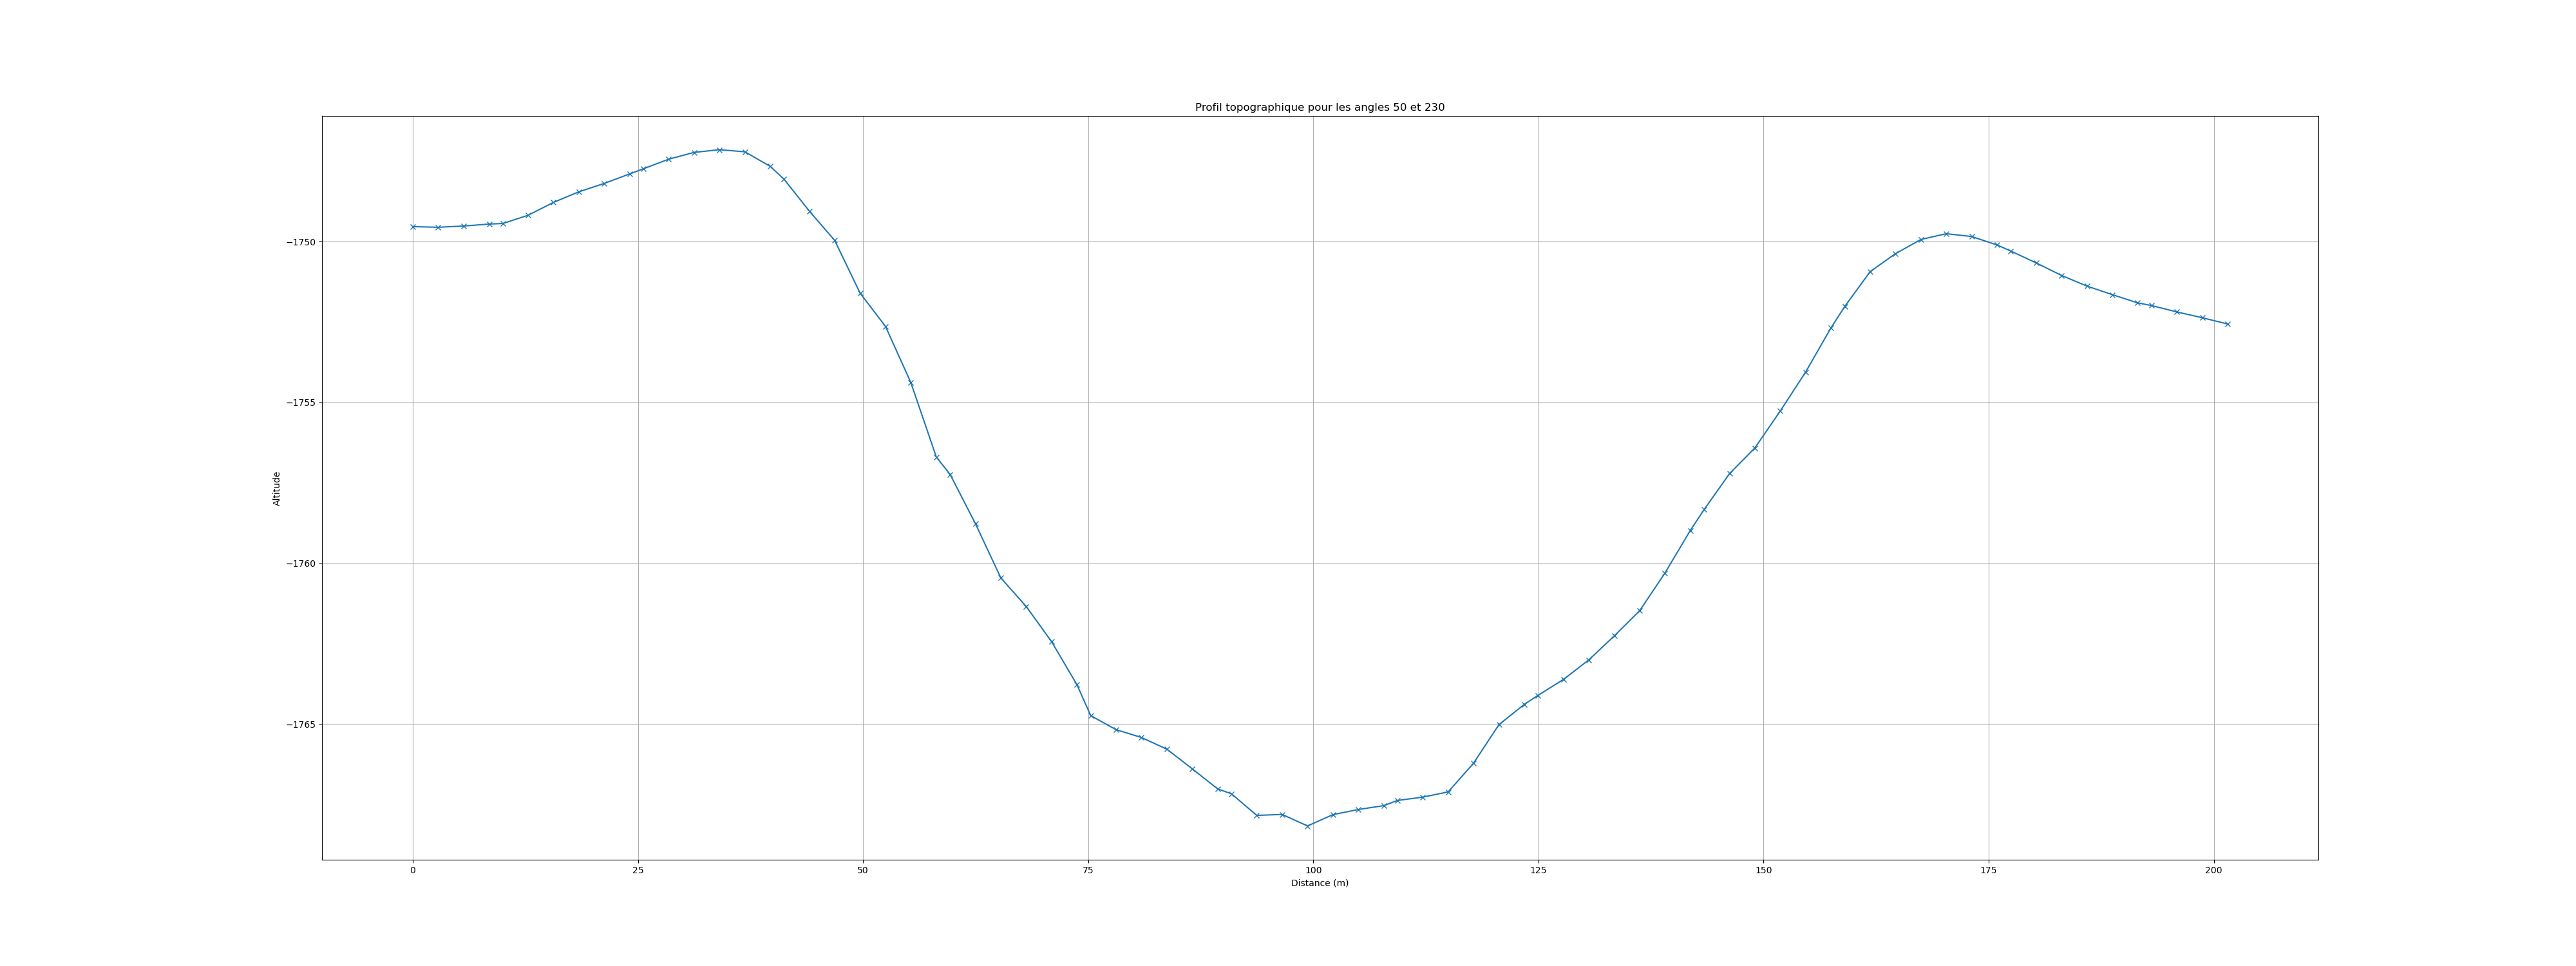 Profil topographique pour les angles 50 et 230
−1750
−1755
−1760
−1765
Altitude
0 25 50 75 100 125 150 175 200
Distance (m)